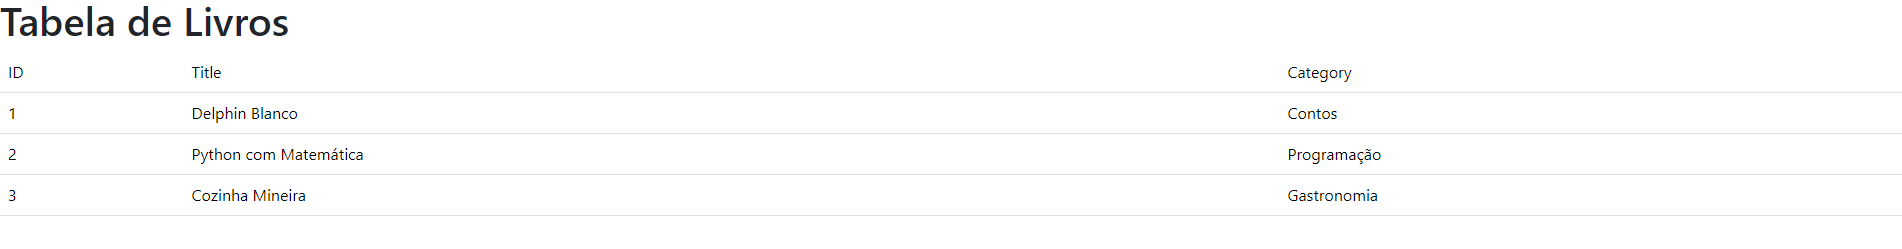 Tabela de Livros
ID Title Category
1 Delphin Blanco Contos
2 Python com Matemática Programação
3 Cozinha Mineira Gastronomia